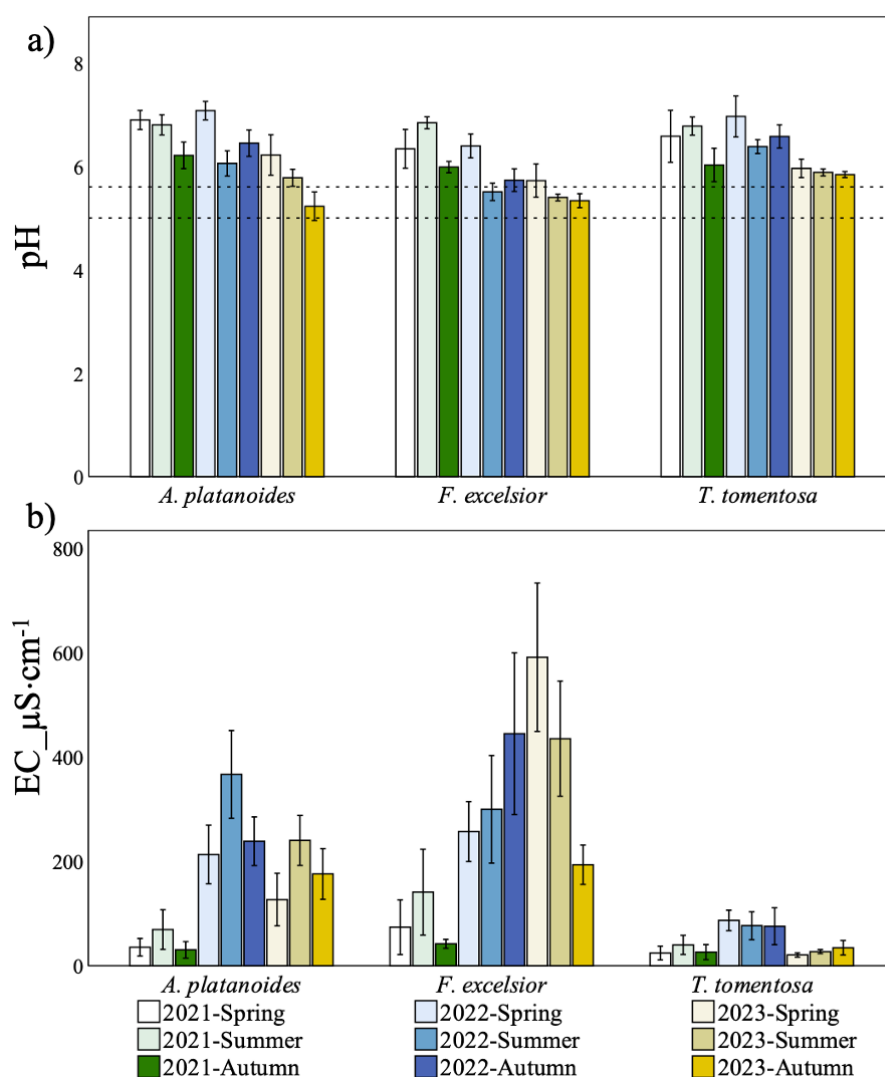 a)
8
6
4
2
0
pH
A. platanoides F. excelsior T. tomentosa
b)
800
600
400
200
0
EC_µS·cm⁻¹
A. platanoides F. excelsior T. tomentosa
2021-Spring 2022-Spring 2023-Spring
2021-Summer 2022-Summer 2023-Summer
2021-Autumn 2022-Autumn 2023-Autumn